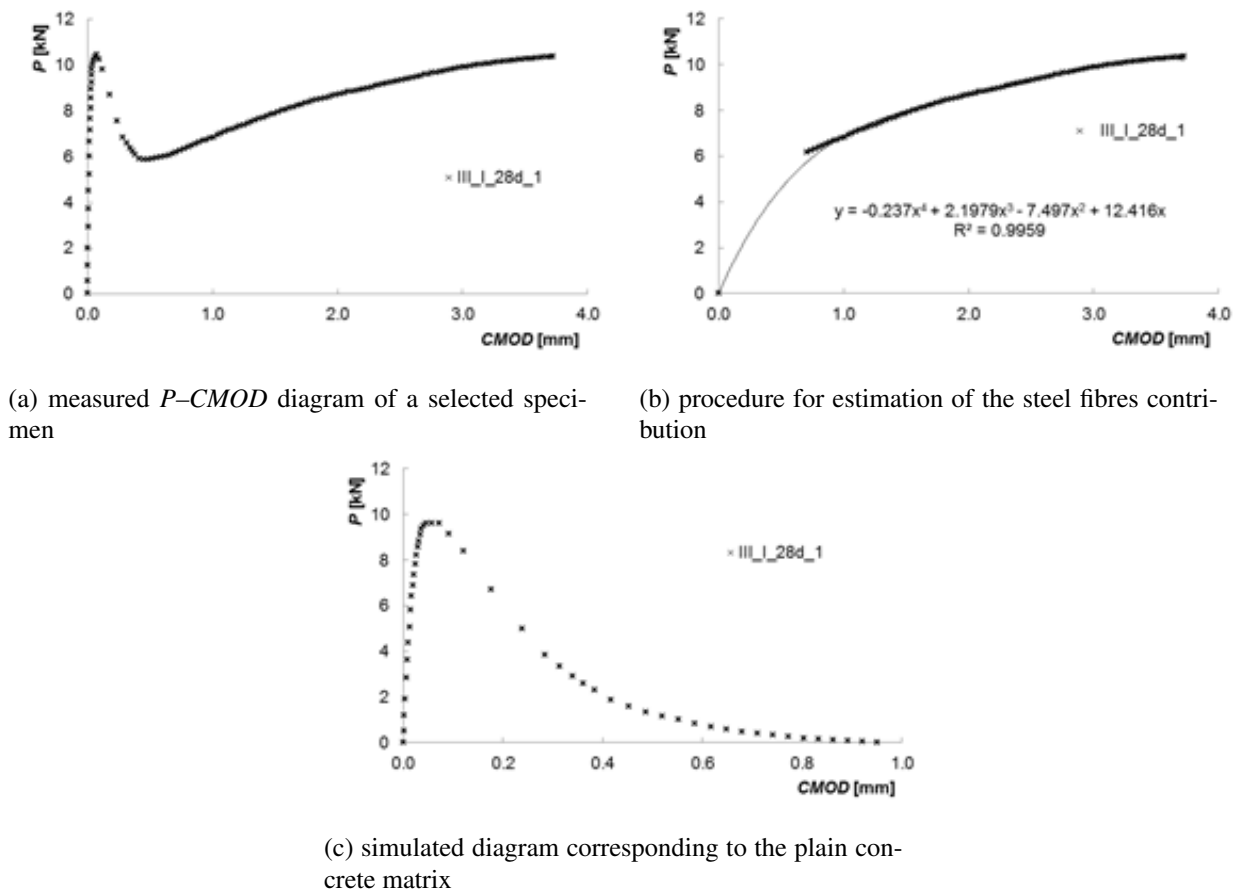 12
10
8
6
4
2
0
P [kN]
III_I_28d_1
0.0 1.0 2.0 3.0 4.0
CMOD [mm]
12
10
8
6
4
2
0
P [kN]
III_I_28d_1
y = -0.237x⁴ + 2.1979x³ - 7.497x² + 12.416x
R² = 0.9959
0.0 1.0 2.0 3.0 4.0
CMOD [mm]
(a) measured P–CMOD diagram of a selected speci-
men
(b) procedure for estimation of the steel fibres contri-
bution
12
10
8
6
4
2
0
P [kN]
III_I_28d_1
0.0 0.2 0.4 0.6 0.8 1.0
CMOD [mm]
(c) simulated diagram corresponding to the plain con-
crete matrix